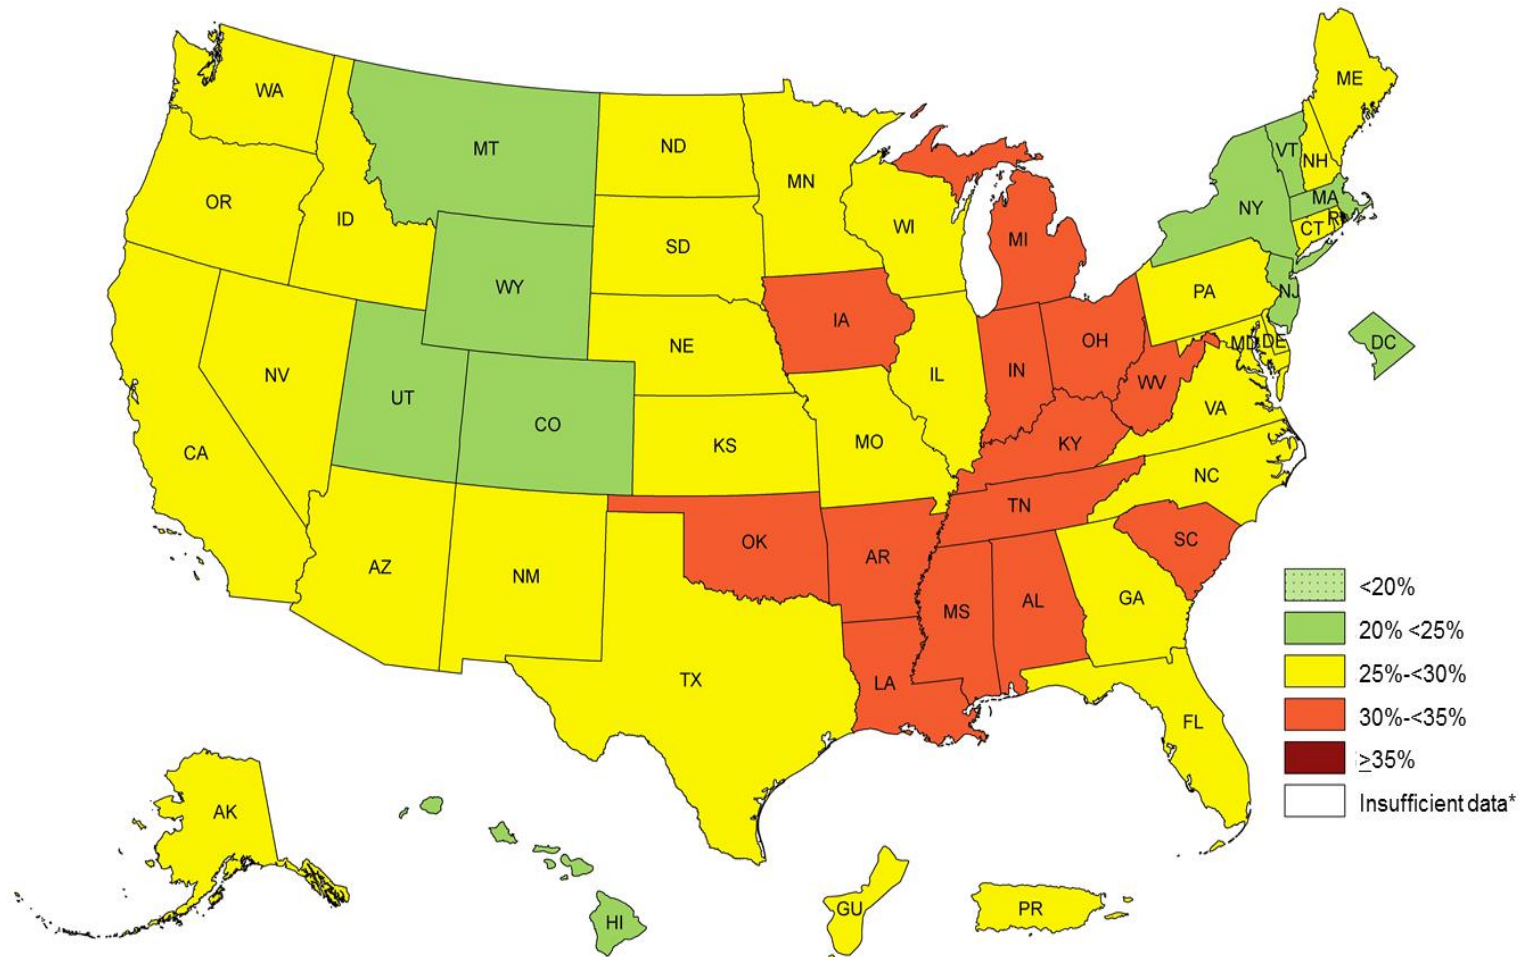 WA
MT
ME
ND
VT
NH
OR
ID
MN
MA
NY
RI
CT
SD
WI
MI
WY
PA
NJ
IA
NE
OH
MD
DE
DC
NV
IL
IN
WV
UT
CO
VA
CA
KS
MO
KY
NC
TN
OK
SC
AZ
NM
AR
GA
MS
AL
TX
LA
FL
AK
HI
GU
PR
<20%
20% <25%
25%-<30%
30%-<35%
≥35%
Insufficient data*